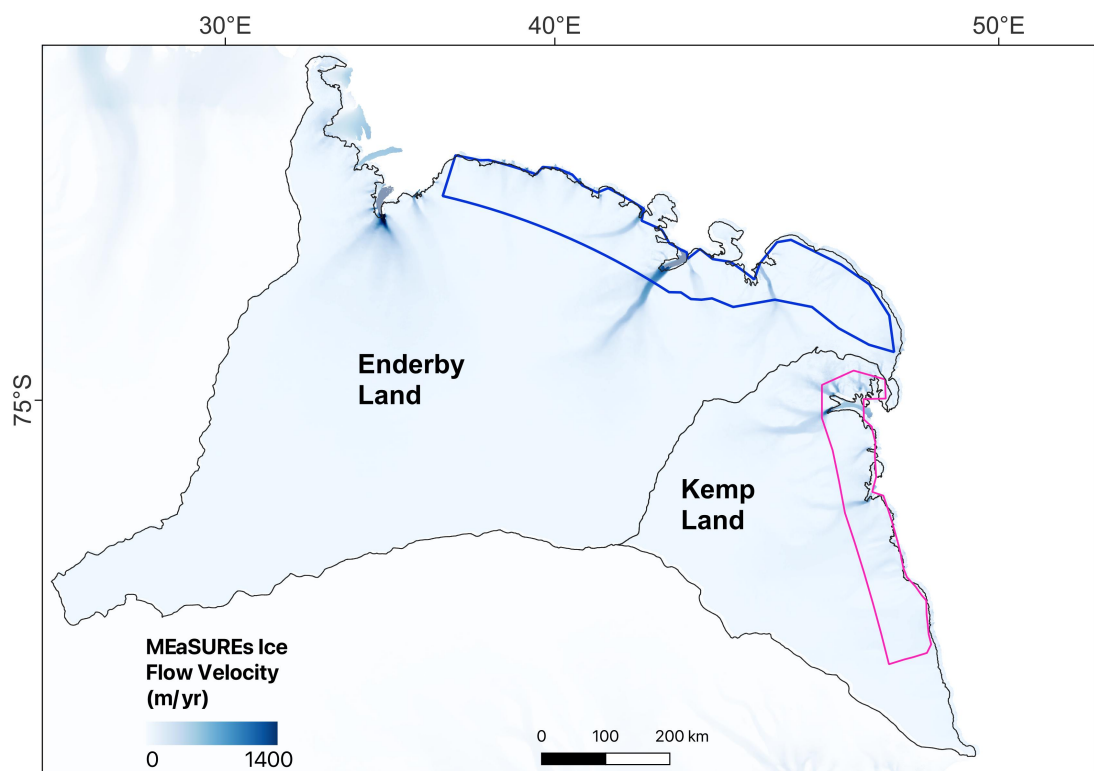 30°E 40°E 50°E
75°S
Enderby
Land
Kemp
Land
MEaSUREs Ice
Flow Velocity
(m/yr)
0 1400
0 100 200 km